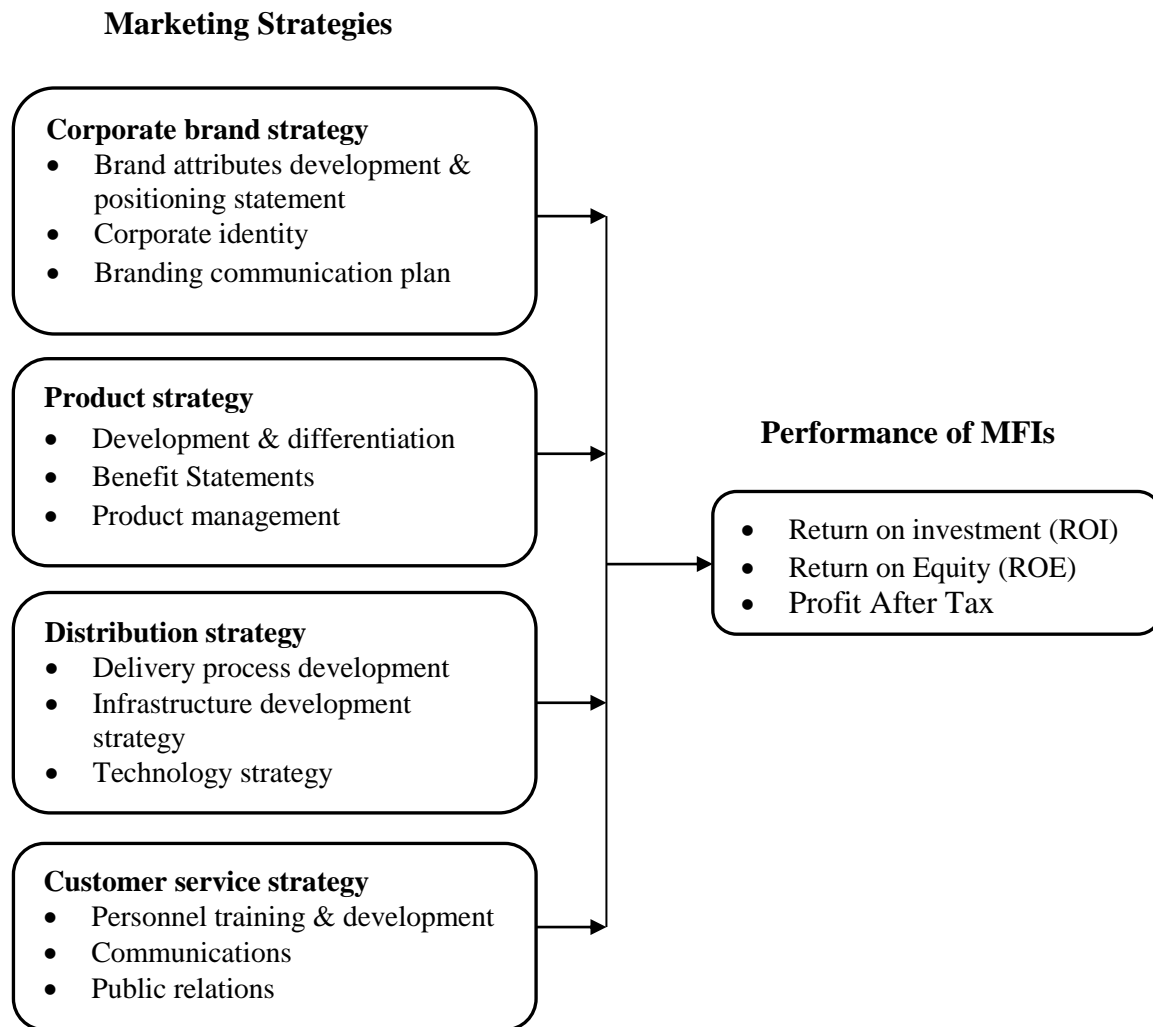 Marketing Strategies
Corporate brand strategy
• Brand attributes development &
positioning statement
• Corporate identity
• Branding communication plan
Product strategy
• Development & differentiation
• Benefit Statements
• Product management
Distribution strategy
• Delivery process development
• Infrastructure development
strategy
• Technology strategy
Customer service strategy
• Personnel training & development
• Communications
• Public relations
Performance of MFIs
• Return on investment (ROI)
• Return on Equity (ROE)
• Profit After Tax